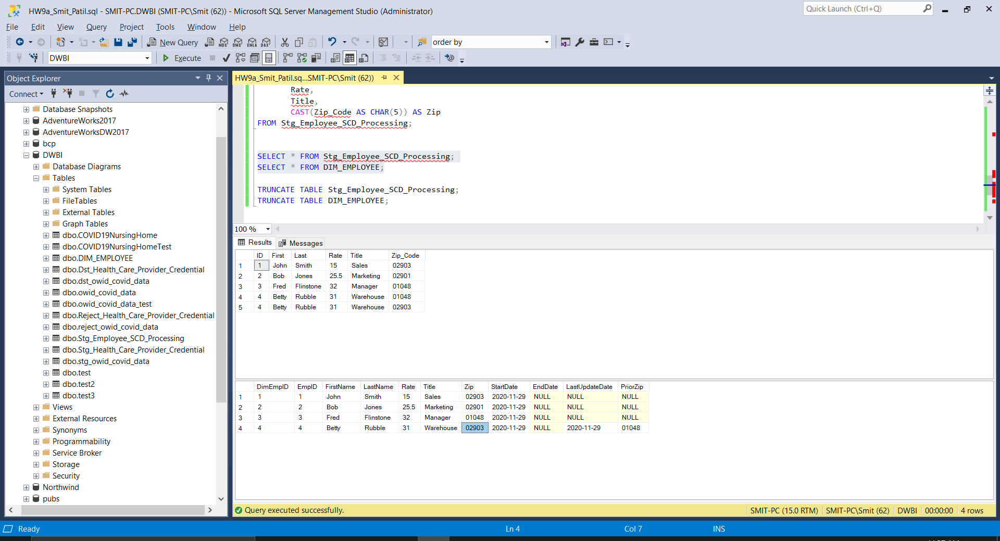 HW9a_Smit_Patil.sql - SMIT-PC.DWBI (SMIT-PC\Smit (62)) - Microsoft SQL Server Management Studio (Administrator)
Quick Launch (Ctrl+Q)
File Edit View Query Project Tools Window Help
New Query MDX DMX XMLA DAX order by
DWBI Execute
Object Explorer
Connect
Database Snapshots
AdventureWorks2017
AdventureWorksDW2017
bcp
DWBI
Database Diagrams
Tables
System Tables
FileTables
External Tables
Graph Tables
dbo.COVID19NursingHome
dbo.COVID19NursingHomeTest
dbo.DIM_EMPLOYEE
dbo.Dst_Health_Care_Provider_Credential
dbo.dst_owid_covid_data
dbo.owid_covid_data
dbo.owid_covid_data_test
dbo.Reject_Health_Care_Provider_Credential
dbo.reject_owid_covid_data
dbo.Stg_Employee_SCD_Processing
dbo.Stg_Health_Care_Provider_Credential
dbo.stg_owid_covid_data
dbo.test
dbo.test2
dbo.test3
Views
External Resources
Synonyms
Programmability
Service Broker
Storage
Security
Northwind
pubs
HW9a_Smit_Patil.sq...SMIT-PC\Smit (62))
Rate,
Title,
CAST(Zip_Code AS CHAR(5)) AS Zip
FROM Stg_Employee_SCD_Processing;
SELECT * FROM Stg_Employee_SCD_Processing;
SELECT * FROM DIM_EMPLOYEE;
TRUNCATE TABLE Stg_Employee_SCD_Processing;
TRUNCATE TABLE DIM_EMPLOYEE;
100 %
Results Messages
ID First Last Rate Title Zip_Code
1 1 John Smith 15 Sales 02903
2 2 Bob Jones 25.5 Marketing 02901
3 3 Fred Flinstone 32 Manager 01048
4 4 Betty Rubble 31 Warehouse 01048
5 4 Betty Rubble 31 Warehouse 02903
DimEmpID EmpID FirstName LastName Rate Title Zip StartDate EndDate LastUpdateDate PriorZip
1 1 1 John Smith 15 Sales 02903 2020-11-29 NULL NULL NULL
2 2 2 Bob Jones 25.5 Marketing 02901 2020-11-29 NULL NULL NULL
3 3 3 Fred Flinstone 32 Manager 01048 2020-11-29 NULL NULL NULL
4 4 4 Betty Rubble 31 Warehouse 02903 2020-11-29 NULL 2020-11-29 01048
Query executed successfully. SMIT-PC (15.0 RTM) SMIT-PC\Smit (62) DWBI 00:00:00 4 rows
Ready Ln 4 Col 7 INS